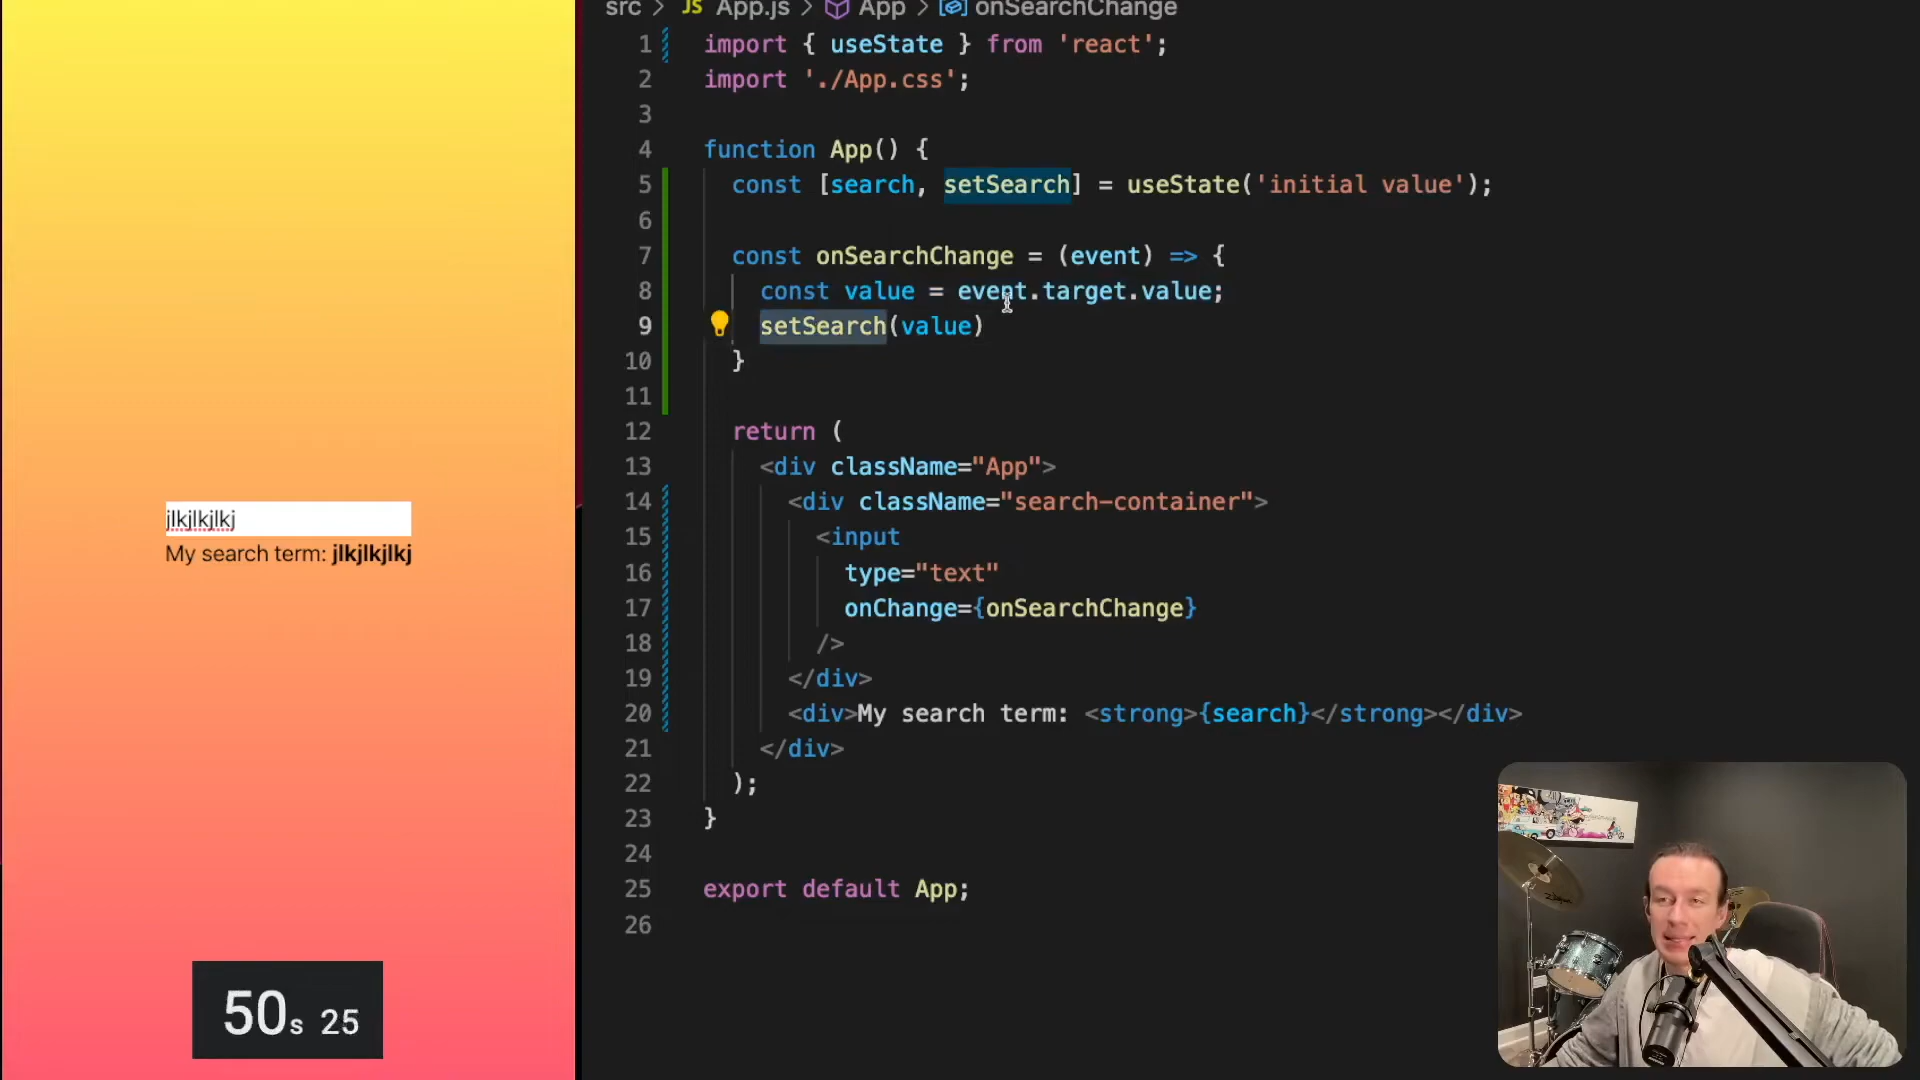 jlkjlkjlkj
My search term: jlkjlkjlkj
50s 25
src > JS App.js > App > onSearchChange
1 import { useState } from 'react';
2 import './App.css';
3
4 function App() {
5 const [search, setSearch] = useState('initial value');
6
7 const onSearchChange = (event) => {
8 const value = event.target.value;
9 setSearch(value)
10 }
11
12 return (
13 <div className="App">
14 <div className="search-container">
15 <input
16 type="text"
17 onChange={onSearchChange}
18 />
19 </div>
20 <div>My search term: <strong>{search}</strong></div>
21 </div>
22 );
23 }
24
25 export default App;
26